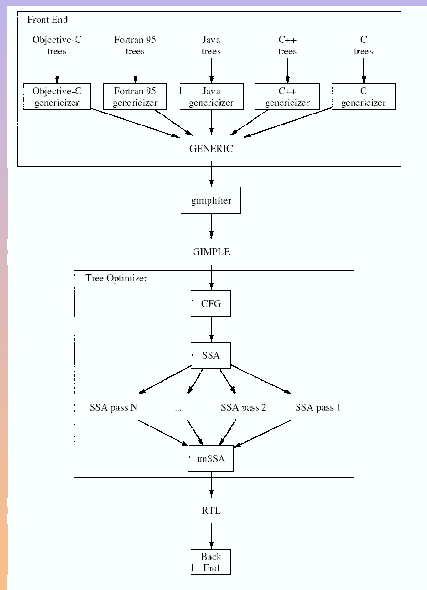 Front End
Objective-C Fortran 95 Java C++ C
trees trees trees trees trees
Objective-C Fortran 95 Java C++ C
genericizer genericizer genericizer genericizer genericizer
GENERIC
gimplifier
GIMPLE
Tree Optimizer
CFG
SSA
SSA pass N ... SSA pass 2 SSA pass 1
unSSA
RTL
Back
End